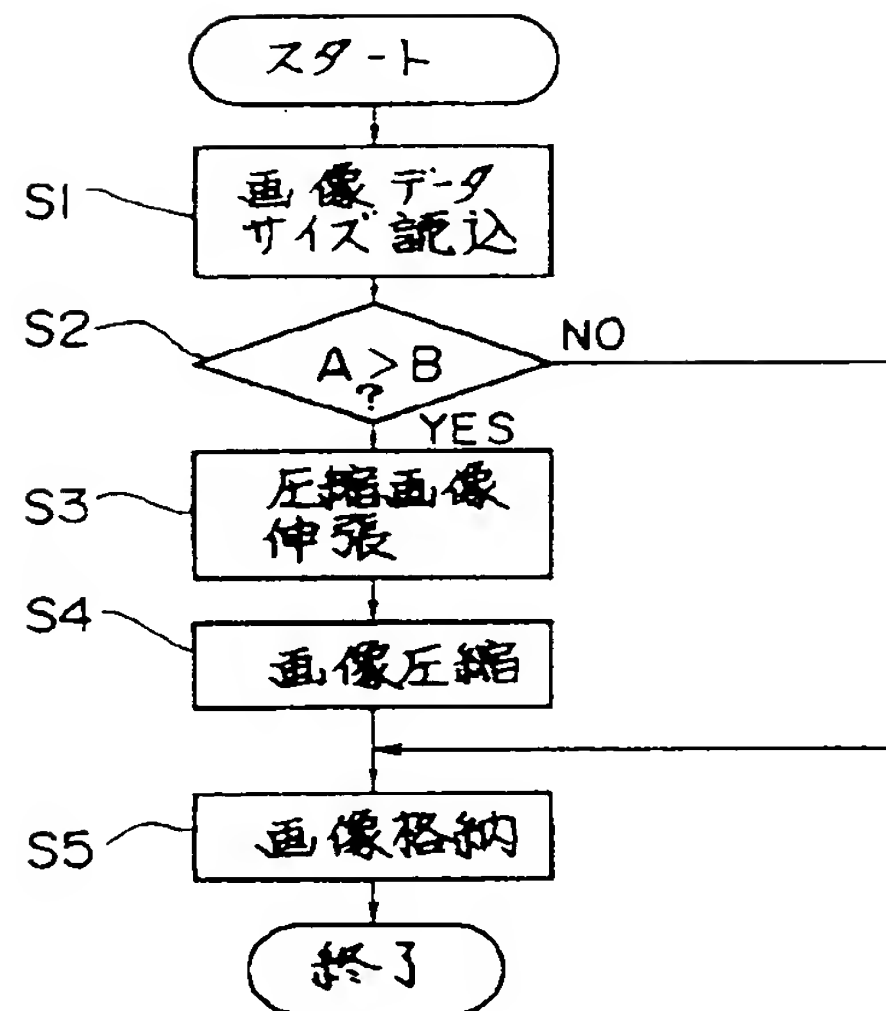 スタート
S1
画像データ
サイズ読込
S2
A>B
?
NO
YES
S3
圧縮画像
伸張
S4
画像圧縮
S5
画像格納
終了